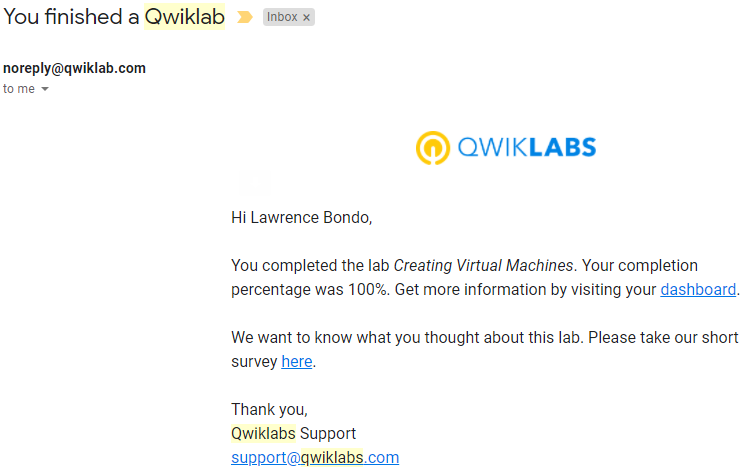 You finished a Qwiklab Inbox ×
noreply@qwiklab.com
to me
QWIKLABS
Hi Lawrence Bondo,
You completed the lab Creating Virtual Machines. Your completion
percentage was 100%. Get more information by visiting your dashboard.
We want to know what you thought about this lab. Please take our short
survey here.
Thank you,
Qwiklabs Support
support@qwiklabs.com